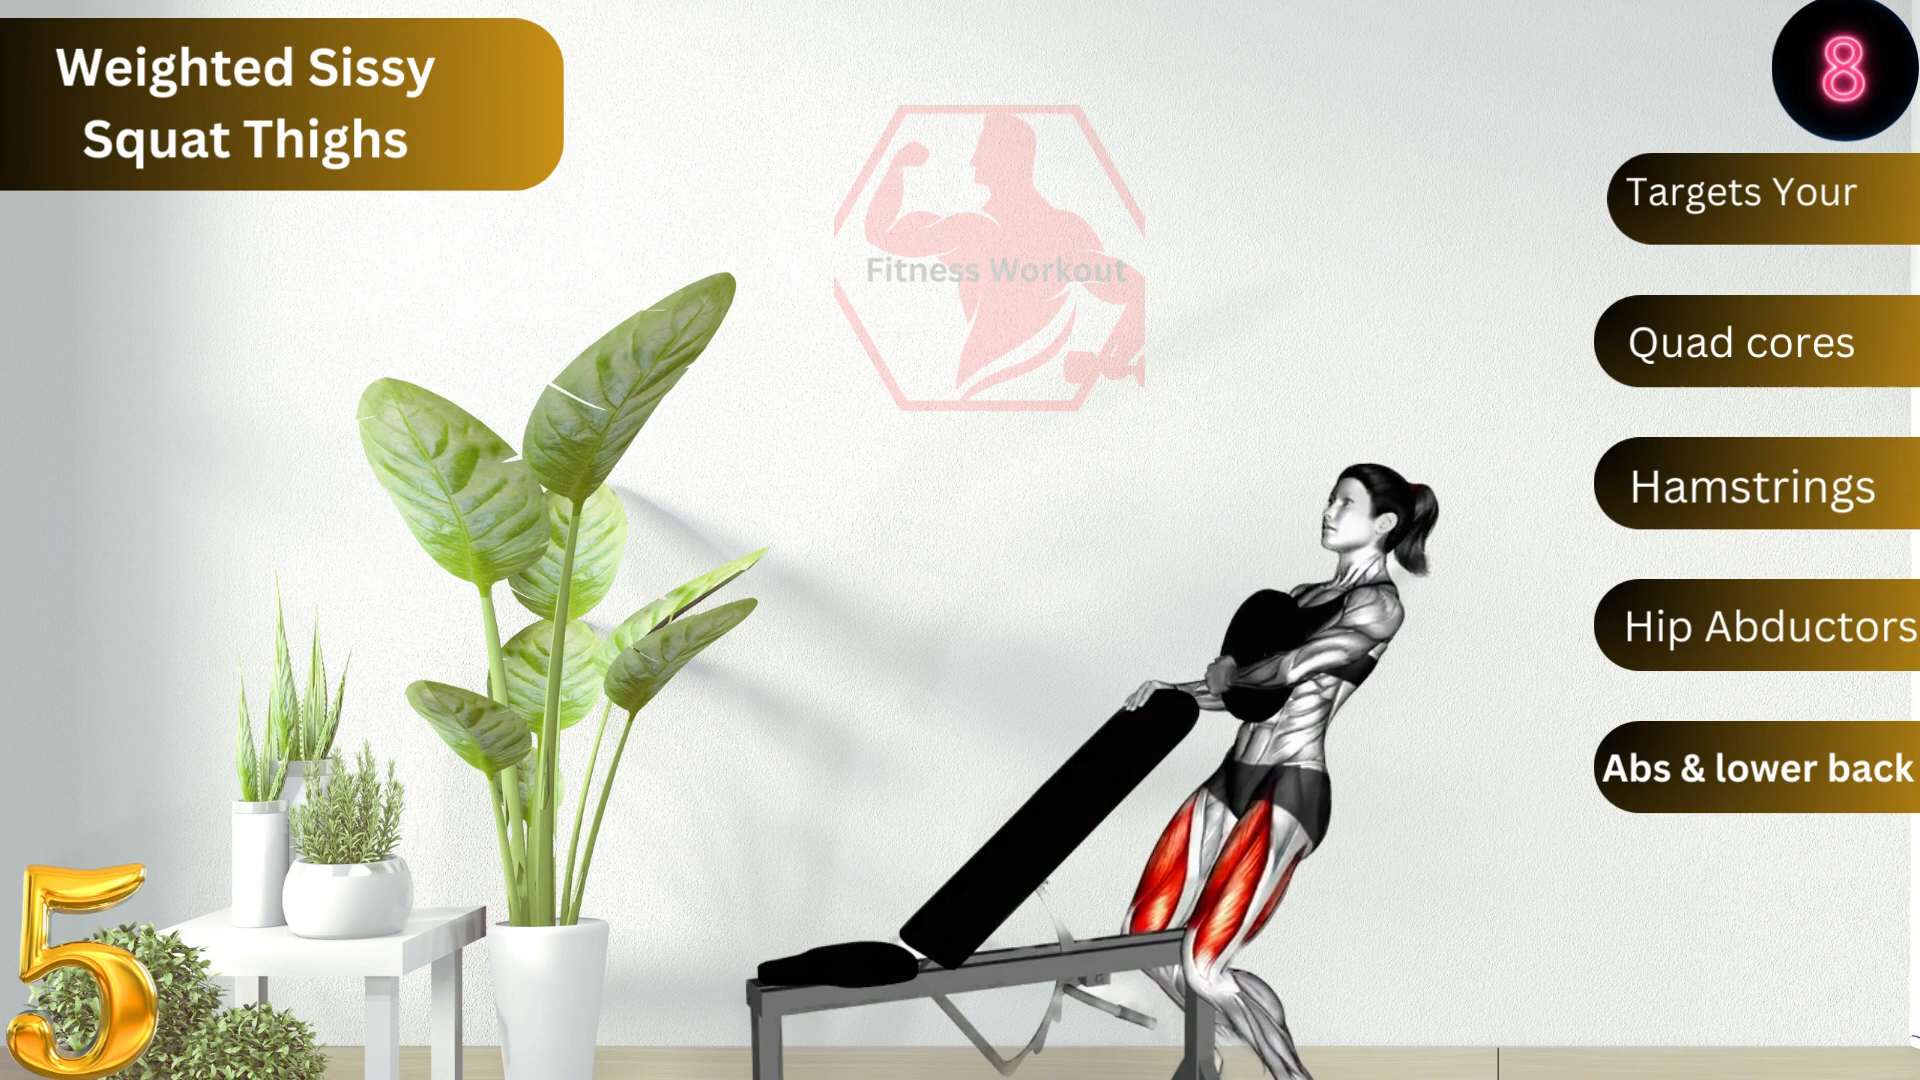 Weighted Sissy
Squat Thighs
8
Targets Your
Fitness Workout
Quad cores
Hamstrings
Hip Abductors
Abs & lower back
5